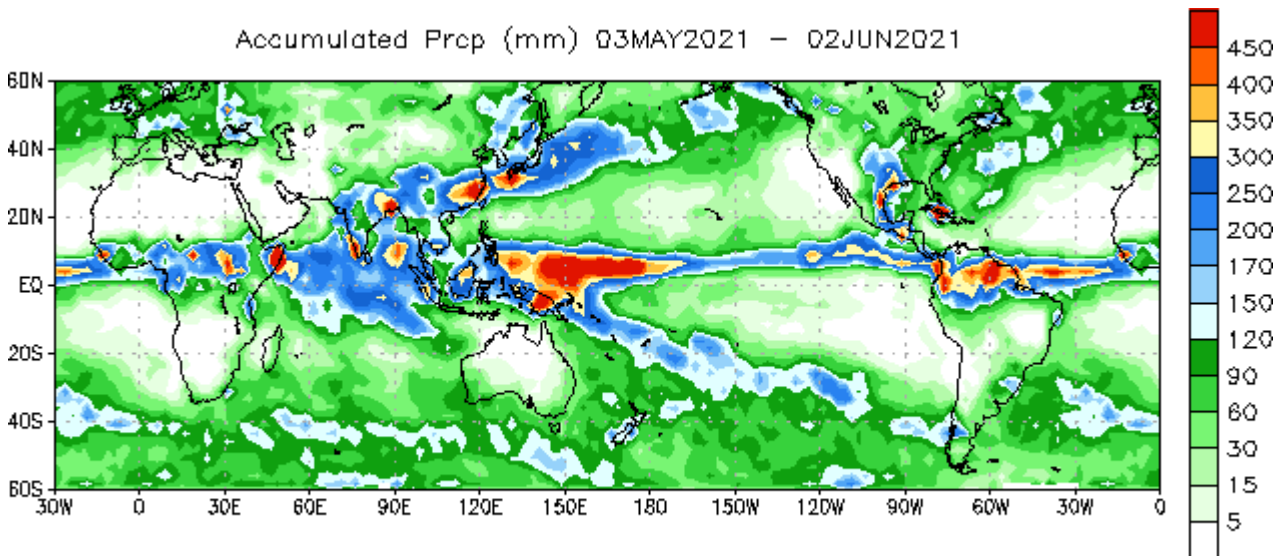 Accumulated Prcp (mm) 03MAY2021 – 02JUN2021
60N
40N
20N
EQ
20S
40S
60S
30W 0 30E 60E 90E 120E 150E 180 150W 120W 90W 60W 30W 0
450
400
350
300
250
200
170
150
120
90
60
30
15
5